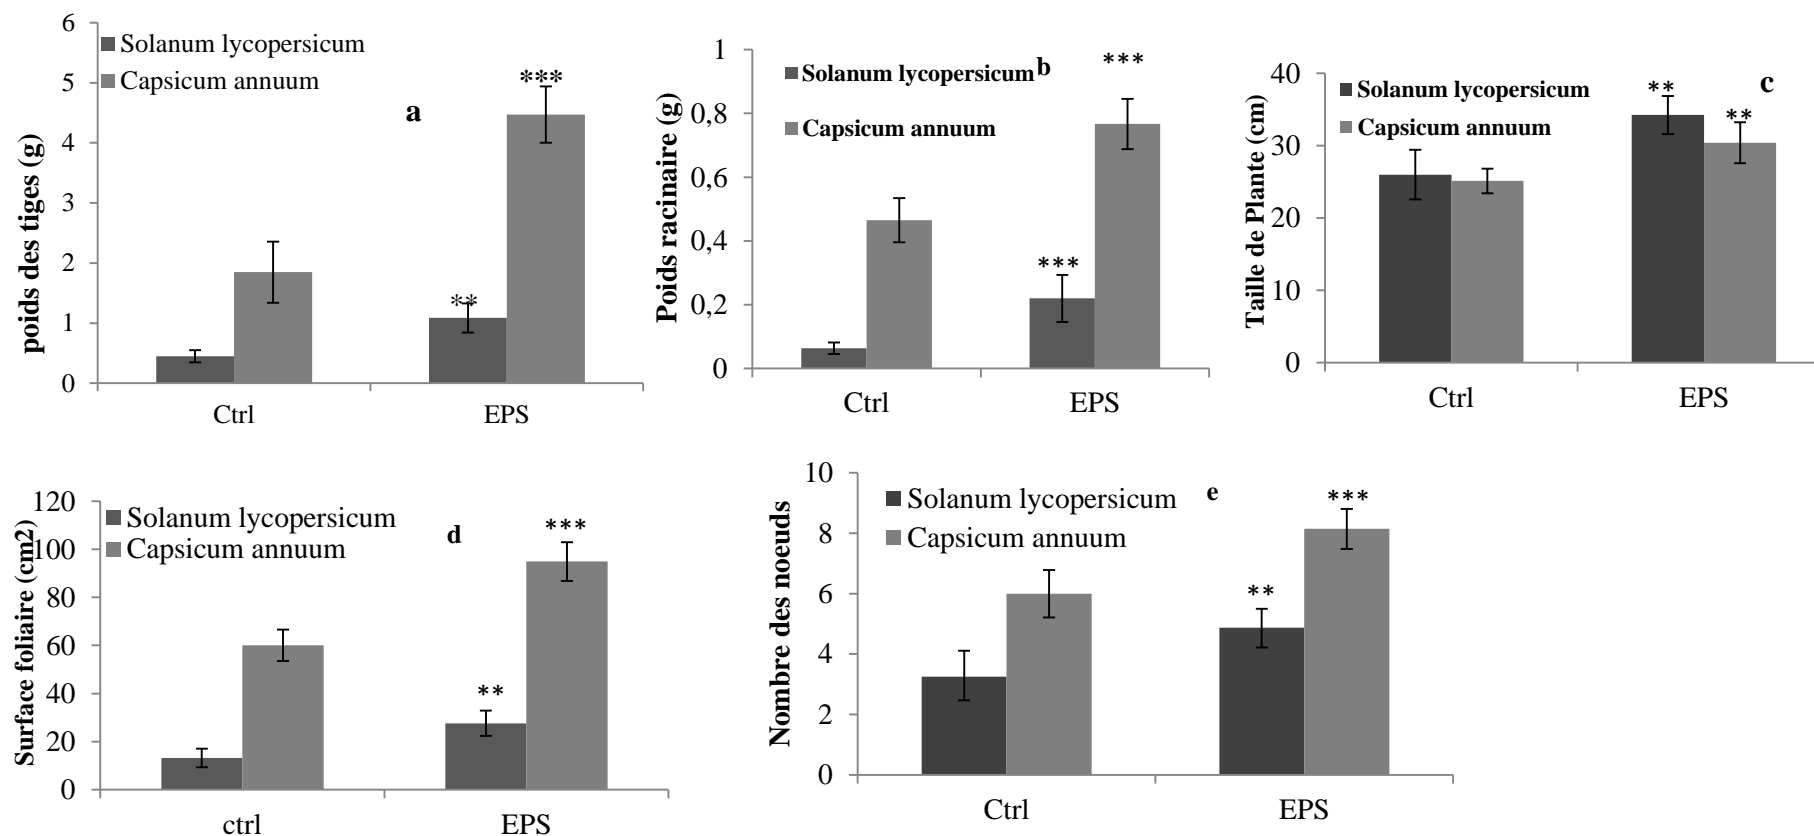 poids des tiges (g)
6
5
4
3
2
1
0
Solanum lycopersicum
Capsicum annuum
a
**
***
Ctrl EPS
Poids racinaire (g)
1
0,8
0,6
0,4
0,2
0
Solanum lycopersicum
Capsicum annuum
b
***
***
Ctrl EPS
Taille de Plante (cm)
40
30
20
10
0
Solanum lycopersicum
Capsicum annuum
c
**
**
Ctrl EPS
Surface foliaire (cm2)
120
100
80
60
40
20
0
Solanum lycopersicum
Capsicum annuum
d
**
***
ctrl EPS
Nombre des noeuds
10
8
6
4
2
0
Solanum lycopersicum
Capsicum annuum
e
**
***
Ctrl EPS